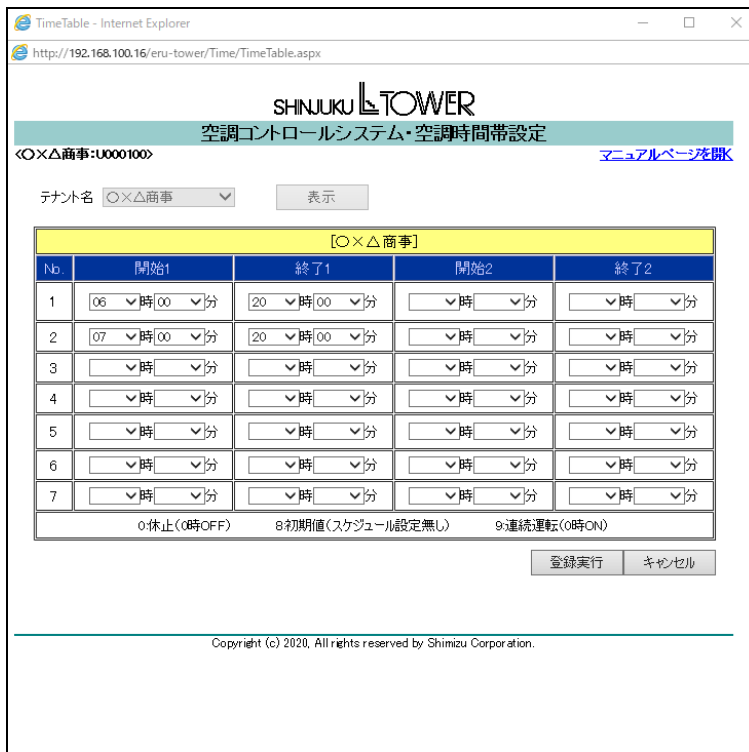 TimeTable - Internet Explorer
http://192.168.100.16/eru-tower/Time/TimeTable.aspx
SHINJUKU L TOWER
空調コントロールシステム・空調時間帯設定
<○×△商事:U000100> マニュアルページを開K
テナント名 ○×△商事 表示
[○×△商事]
No. 開始1 終了1 開始2 終了2
1 06 時 00 分 20 時 00 分 時 分 時 分
2 07 時 00 分 20 時 00 分 時 分 時 分
3 時 分 時 分 時 分 時 分
4 時 分 時 分 時 分 時 分
5 時 分 時 分 時 分 時 分
6 時 分 時 分 時 分 時 分
7 時 分 時 分 時 分 時 分
0:休止(0時OFF) 8:初期値(スケジュール設定無し) 9:連続運転(0時ON)
登録実行 キャンセル
Copyright (c) 2020, All rights reserved by Shimizu Corporation.